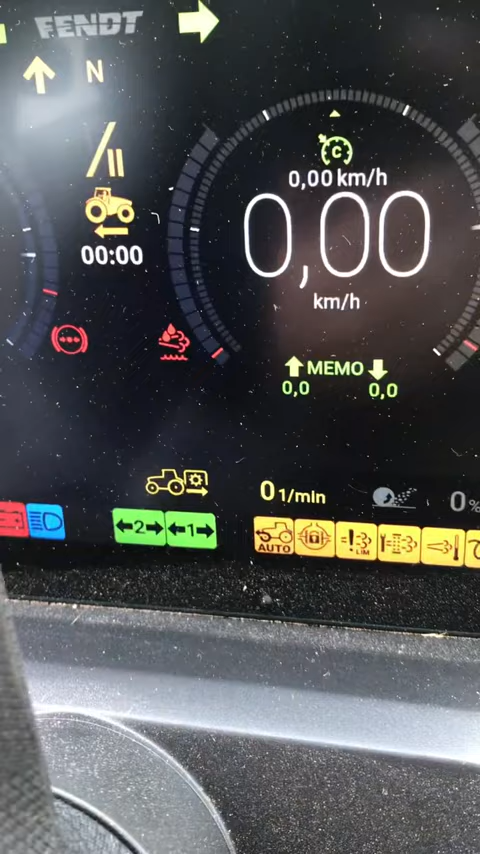 FENDT
N
C
0,00 km/h
00:00
0,00
km/h
MEMO
0,0 0,0
0 1/min
0%
2 1
AUTO
LIM